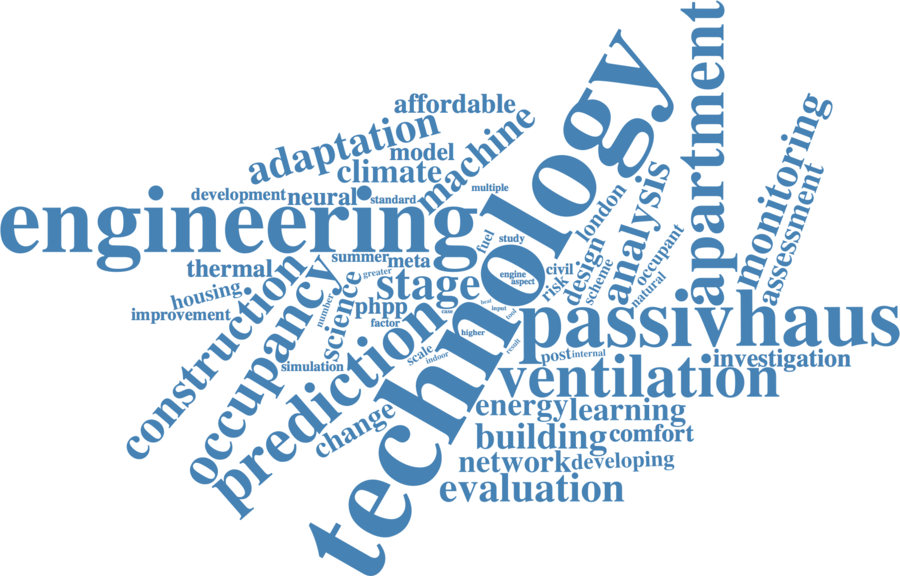 technology
engineering
passivhaus
apartment
prediction
ventilation
occupancy
construction
stage
adaptation
machine
analysis
monitoring
evaluation
building
climate
affordable
model
neural
development
standard
multiple
thermal
summer
meta
greater
housing
improvement
number
science
phpp
factor
case
simulation
scale
indoor
higher
change
fuel
study
engine
aspect
civil
risk
local
input
tool
result
design
scheme
london
occupant
natural
assessment
post
internal
investigation
energy
learning
comfort
network
developing